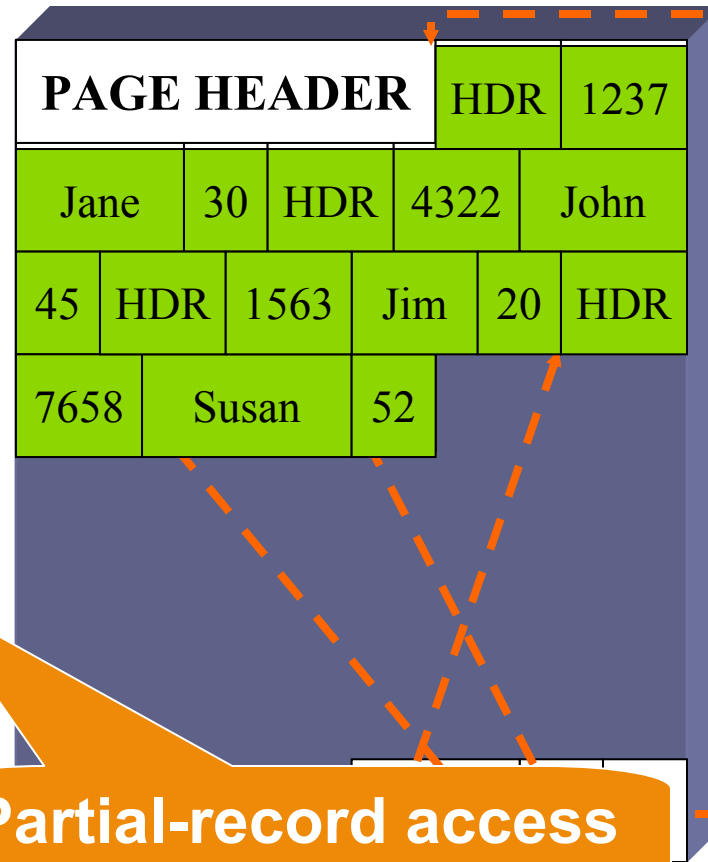 PAGE HEADER HDR 1237
Jane 30 HDR 4322 John
45 HDR 1563 Jim 20 HDR
7658 Susan 52
Partial-record access